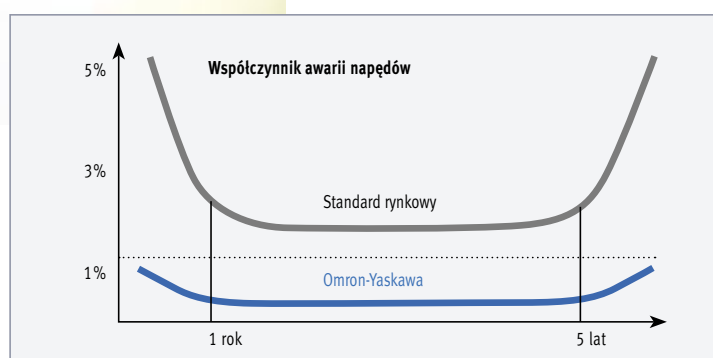 Współczynnik awarii napędów
5%
3%
Standard rynkowy
1%
Omron-Yaskawa
1 rok
5 lat